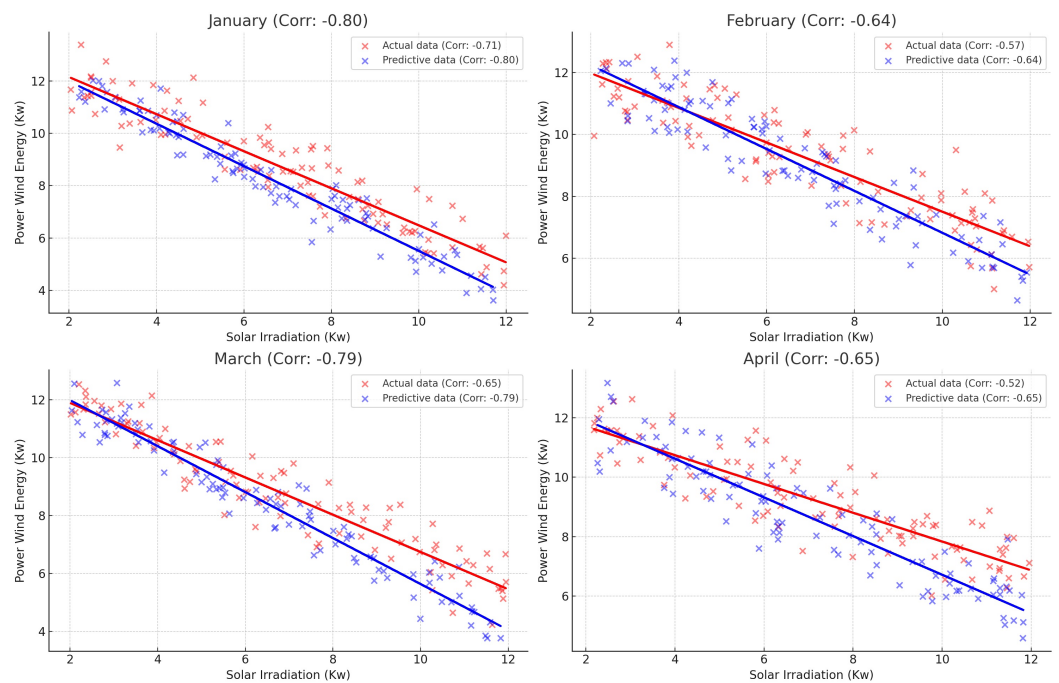 January (Corr: -0.80)
Actual data (Corr: -0.71)
Predictive data (Corr: -0.80)
Power Wind Energy (Kw)
12
10
8
6
4
2 4 6 8 10 12
Solar Irradiation (Kw)
February (Corr: -0.64)
Actual data (Corr: -0.57)
Predictive data (Corr: -0.64)
Power Wind Energy (Kw)
12
10
8
6
2 4 6 8 10 12
Solar Irradiation (Kw)
March (Corr: -0.79)
Actual data (Corr: -0.65)
Predictive data (Corr: -0.79)
Power Wind Energy (Kw)
12
10
8
6
4
2 4 6 8 10 12
Solar Irradiation (Kw)
April (Corr: -0.65)
Actual data (Corr: -0.52)
Predictive data (Corr: -0.65)
Power Wind Energy (Kw)
12
10
8
6
2 4 6 8 10 12
Solar Irradiation (Kw)